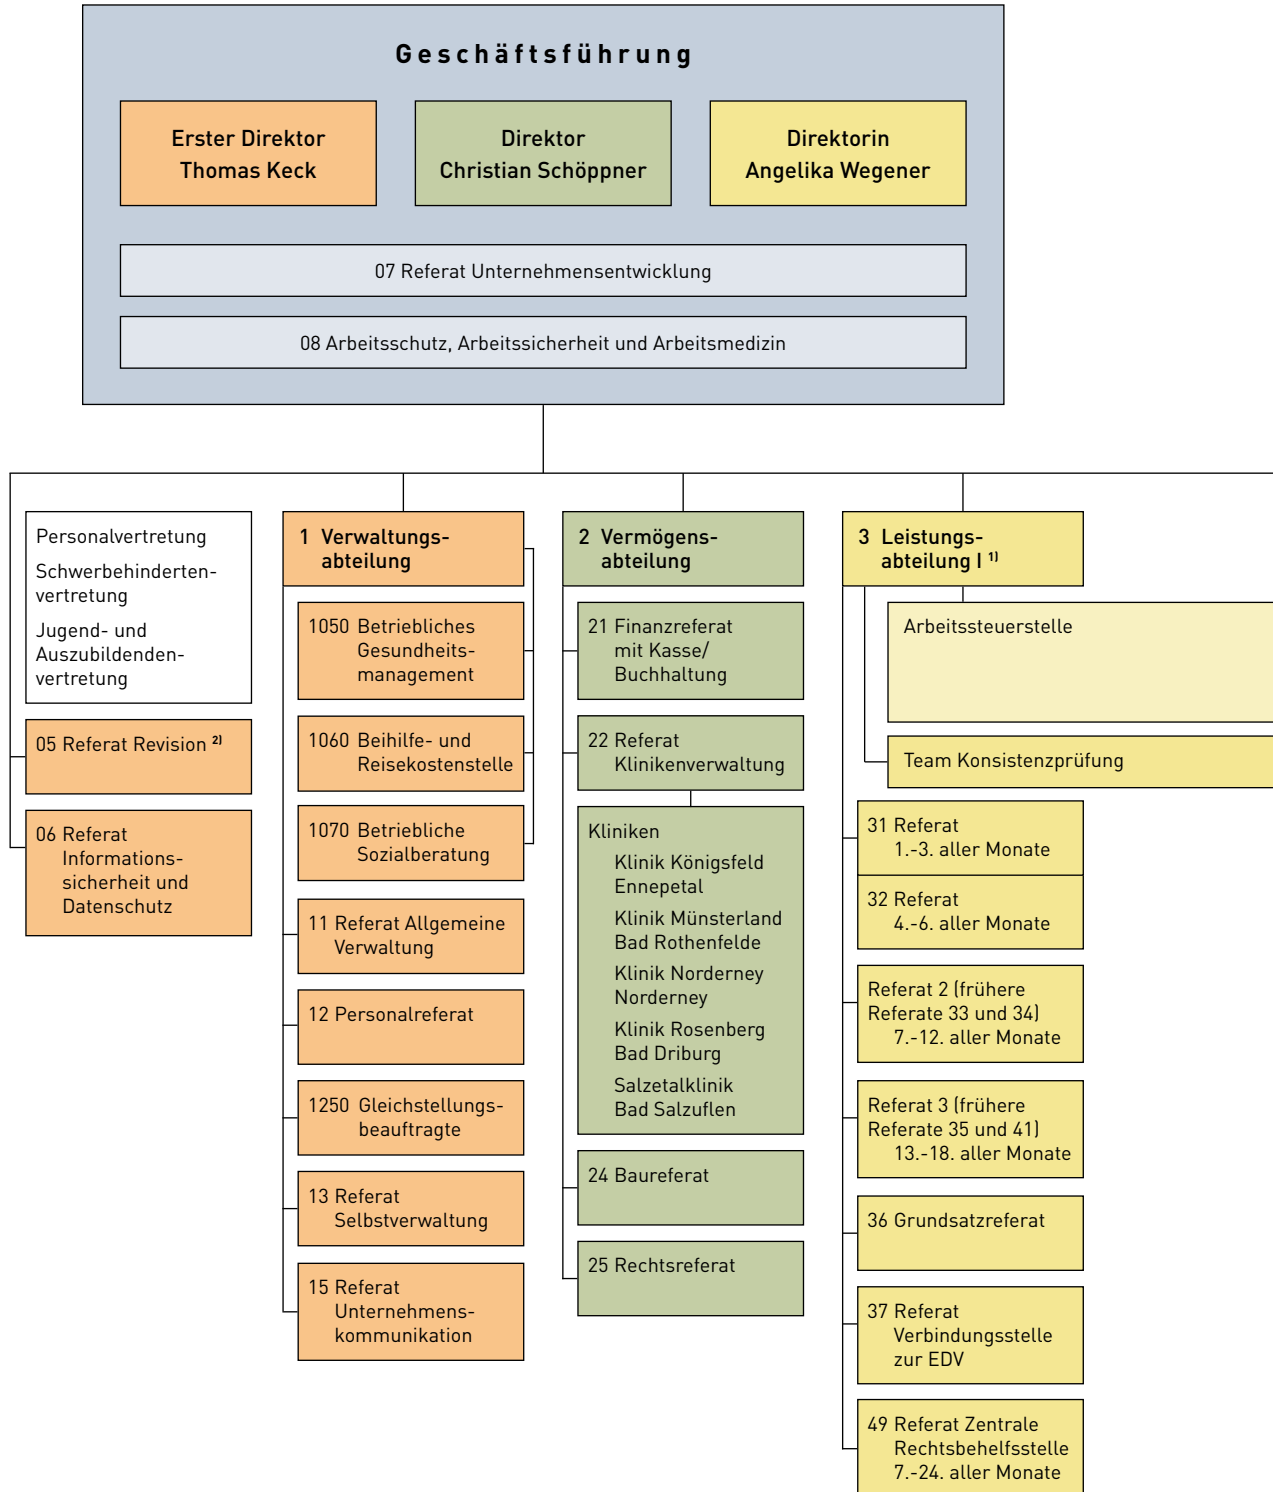 Geschäftsführung
Erster Direktor
Thomas Keck
Direktor
Christian Schöppner
Direktorin
Angelika Wegener
07 Referat Unternehmensentwicklung
08 Arbeitsschutz, Arbeitssicherheit und Arbeitsmedizin
Personalvertretung
Schwerbehinderten-
vertretung
Jugend- und
Auszubildenden-
vertretung
05 Referat Revision 2)
06 Referat
Informations-
sicherheit und
Datenschutz
1 Verwaltungs-
abteilung
1050 Betriebliches
Gesundheits-
management
1060 Beihilfe- und
Reisekostenstelle
1070 Betriebliche
Sozialberatung
11 Referat Allgemeine
Verwaltung
12 Personalreferat
1250 Gleichstellungs-
beauftragte
13 Referat
Selbstverwaltung
15 Referat
Unternehmens-
kommunikation
2 Vermögens-
abteilung
21 Finanzreferat
mit Kasse/
Buchhaltung
22 Referat
Klinikenverwaltung
Kliniken
Klinik Königsfeld
Ennepetal
Klinik Münsterland
Bad Rothenfelde
Klinik Norderney
Norderney
Klinik Rosenberg
Bad Driburg
Salzetalklinik
Bad Salzuflen
24 Baureferat
25 Rechtsreferat
3 Leistungs-
abteilung I 1)
Arbeitssteuerstelle
Team Konsistenzprüfung
31 Referat
1.-3. aller Monate
32 Referat
4.-6. aller Monate
Referat 2 (frühere
Referate 33 und 34)
7.-12. aller Monate
Referat 3 (frühere
Referate 35 und 41)
13.-18. aller Monate
36 Grundsatzreferat
37 Referat
Verbindungsstelle
zur EDV
49 Referat Zentrale
Rechtsbehelfsstelle
7.-24. aller Monate